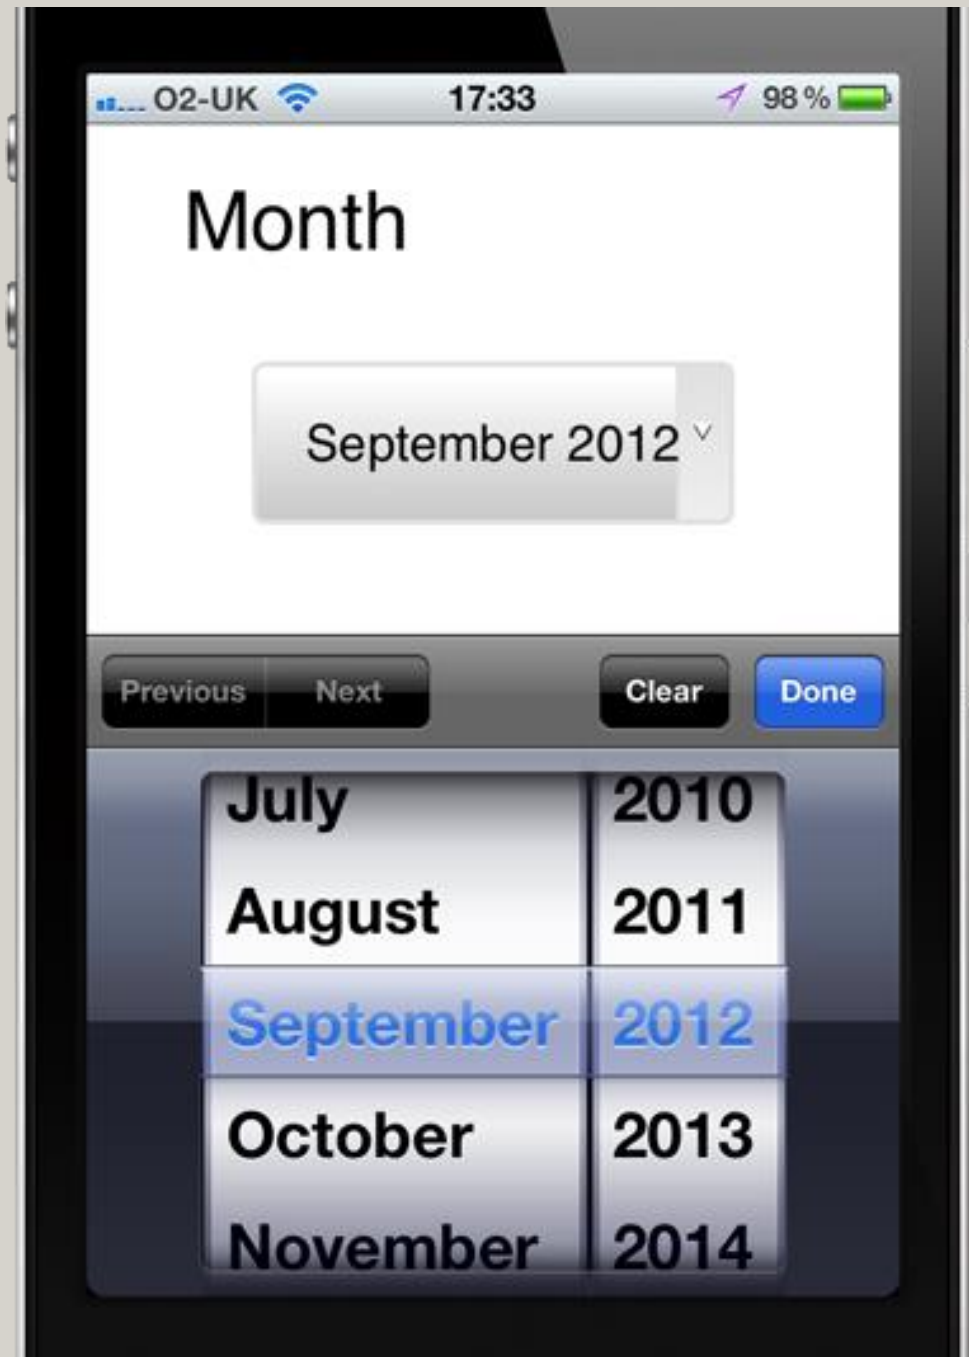 O2-UK 17:33 98%
Month
September 2012
Previous Next Clear Done
July 2010
August 2011
September 2012
October 2013
November 2014